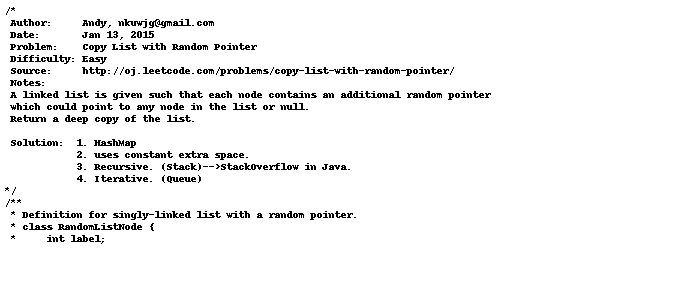 /*
 Author:     Andy, nkuwjg@gmail.com
 Date:       Jan 13, 2015
 Problem:    Copy List with Random Pointer
 Difficulty: Easy
 Source:     http://oj.leetcode.com/problems/copy-list-with-random-pointer/
 Notes:
 A linked list is given such that each node contains an additional random pointer
 which could point to any node in the list or null.
 Return a deep copy of the list.

 Solution:  1. HashMap
            2. uses constant extra space.
            3. Recursive. (Stack)-->StackOverflow in Java.
            4. Iterative. (Queue)
*/
/**
 * Definition for singly-linked list with a random pointer.
 * class RandomListNode {
 *     int label;